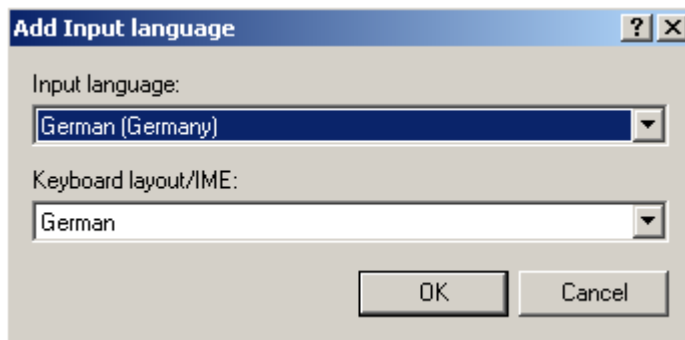 Add Input language
Input language:
German (Germany)
Keyboard layout/IME:
German
OK Cancel